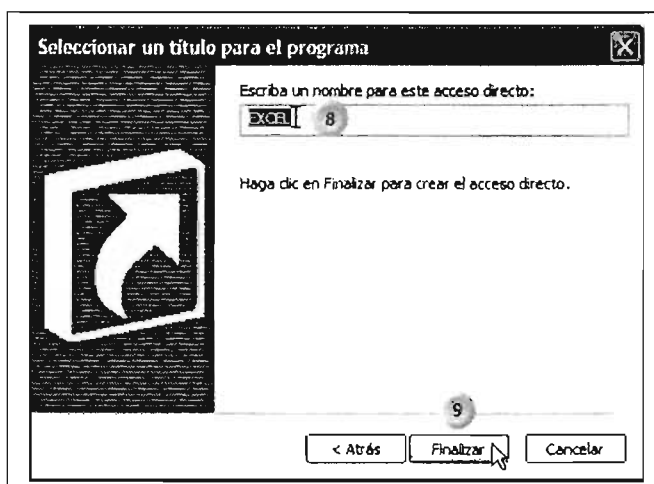 Seleccionar un título para el programa
Escriba un nombre para este acceso directo:
EXCEL
8
Haga clic en Finalizar para crear el acceso directo.
9
< Atrás Finalizar Cancelar